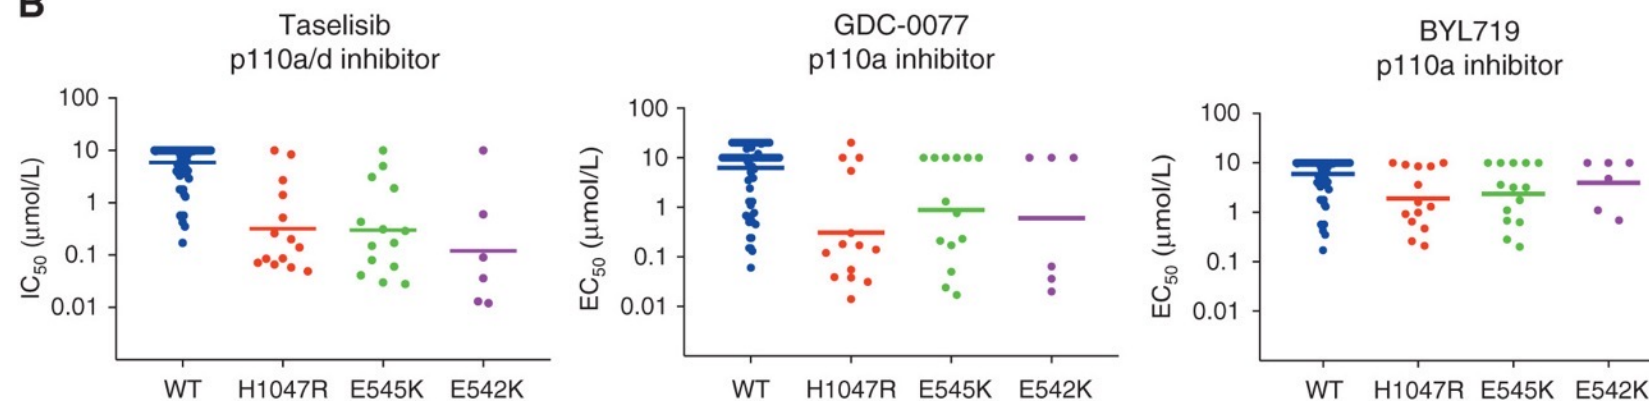 B
Taselisib
p110a/d inhibitor
100
10
1
0.1
0.01
IC50 (μmol/L)
WT H1047R E545K E542K
GDC-0077
p110a inhibitor
100
10
1
0.1
0.01
EC50 (μmol/L)
WT H1047R E545K E542K
BYL719
p110a inhibitor
100
10
1
0.1
0.01
EC50 (μmol/L)
WT H1047R E545K E542K